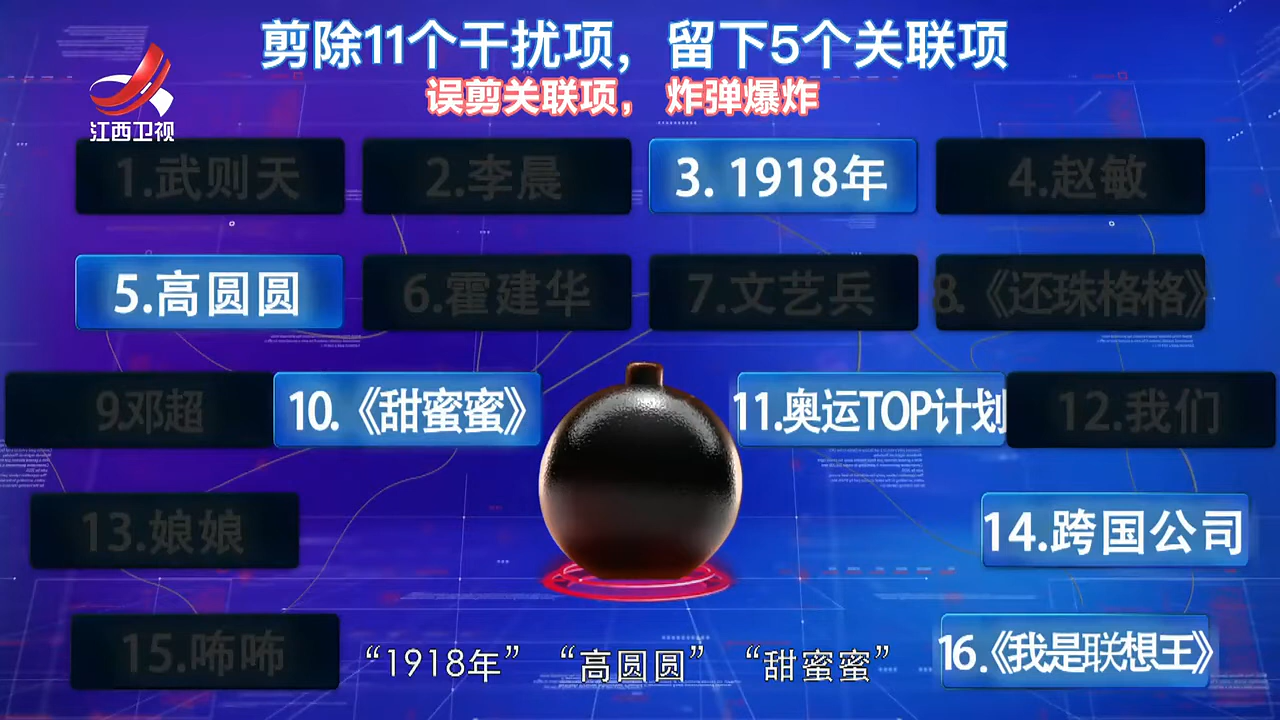 剪除11个干扰项，留下5个关联项
误剪关联项，炸弹爆炸
江西卫视
1.武则天
2.李晨
3. 1918年
4.赵敏
5.高圆圆
6.霍建华
7.文艺兵
8.《还珠格格》
9.邓超
10.《甜蜜蜜》
11.奥运TOP计划
12.我们
13.娘娘
14.跨国公司
15.咘咘
16.《我是联想王》
“1918年” “高圆圆” “甜蜜蜜”